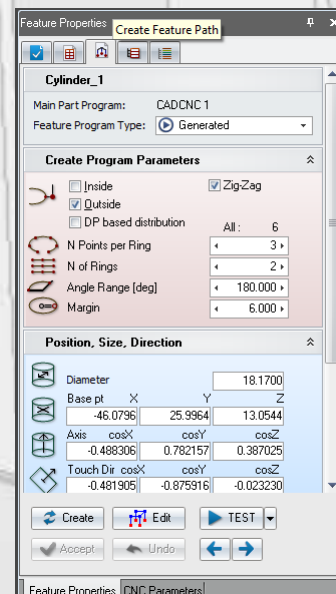 Feature Properties
Create Feature Path
Cylinder_1
Main Part Program: CADCNC 1
Feature Program Type: Generated
Create Program Parameters
Inside
Zig-Zag
Outside
DP based distribution
All: 6
N Points per Ring 3
N of Rings 2
Angle Range [deg] 180.000
Margin 6.000
Position, Size, Direction
Diameter 18.1700
Base pt X Y Z
-46.0796 25.9964 13.0544
Axis cosX cosY cosZ
-0.488306 0.782157 0.387025
Touch Dir cosX cosY cosZ
-0.481905 -0.875916 -0.023230
Create Edit TEST
Accept Undo
Feature Properties CNC Parameters